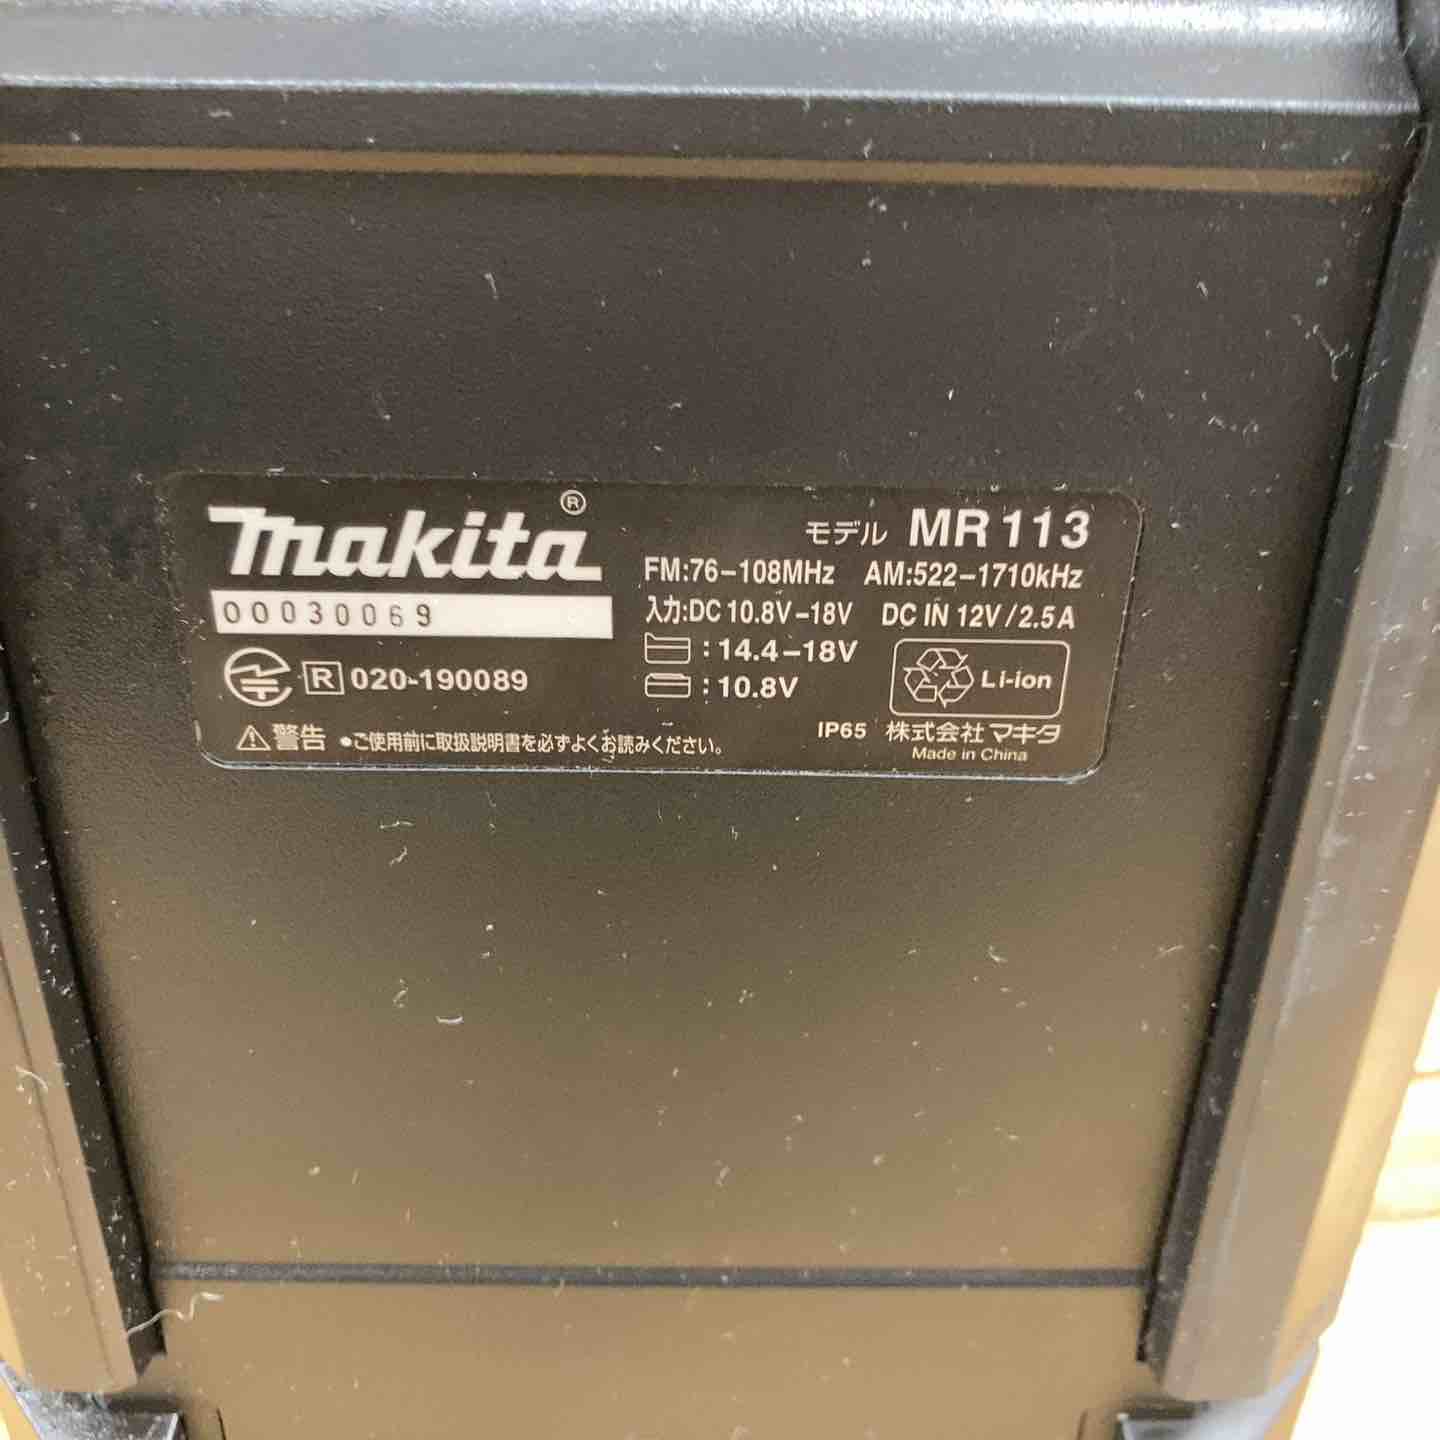 makita®
00030069
R 020-190089
モデル MR113
FM:76-108MHz AM:522-1710kHz
入力:DC 10.8V-18V DC IN 12V/2.5A
:14.4-18V
:10.8V
Li-ion
警告 ●ご使用前に取扱説明書を必ずよくお読みください。
IP65 株式会社マキタ
Made in China